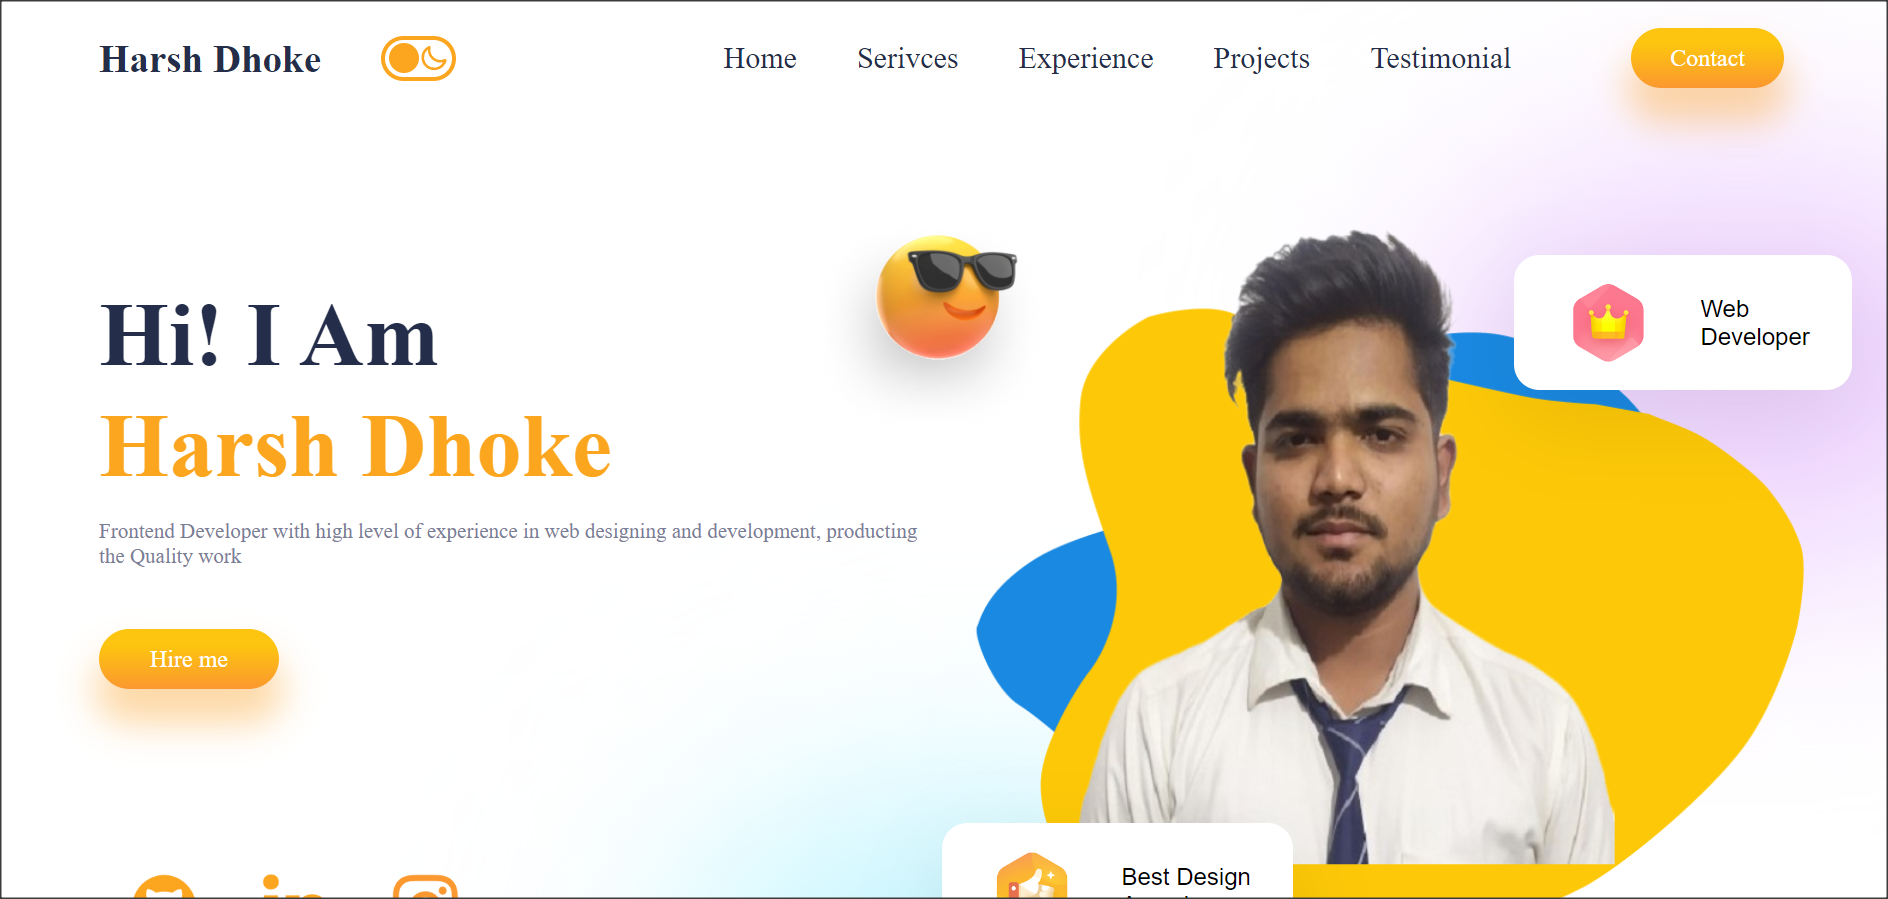 Harsh Dhoke
Home
Serivces
Experience
Projects
Testimonial
Contact
Hi! I Am
Harsh Dhoke
Frontend Developer with high level of experience in web designing and development, producting
the Quality work
Hire me
Web
Developer
Best Design